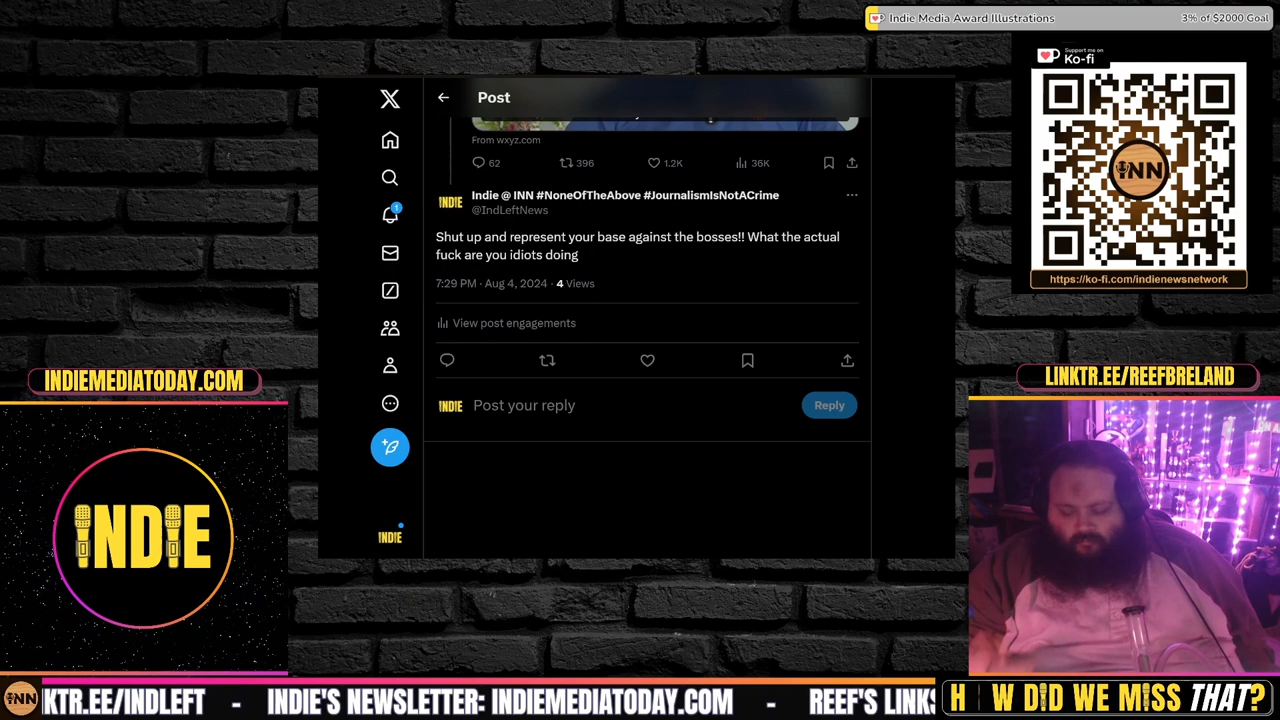 Indie Media Award Illustrations
3% of $2000 Goal
Support me on
Ko-fi
iNN
https://ko-fi.com/indienewsnetwork
Post
From wxyz.com
62
396
1.2K
36K
INDIE
Indie @ INN #NoneOfTheAbove #JournalismIsNotACrime
@IndLeftNews
Shut up and represent your base against the bosses!! What the actual
fuck are you idiots doing
7:29 PM · Aug 4, 2024 · 4 Views
View post engagements
INDIE
Post your reply
Reply
1
INDIE
INDIEMEDIATODAY.COM
INDIE
LINKTR.EE/REEFBRELAND
iNN
KTR.EE/INDLEFT - INDIE'S NEWSLETTER: INDIEMEDIATODAY.COM - REEF'S LINKS
H W DID WE MISS THAT?